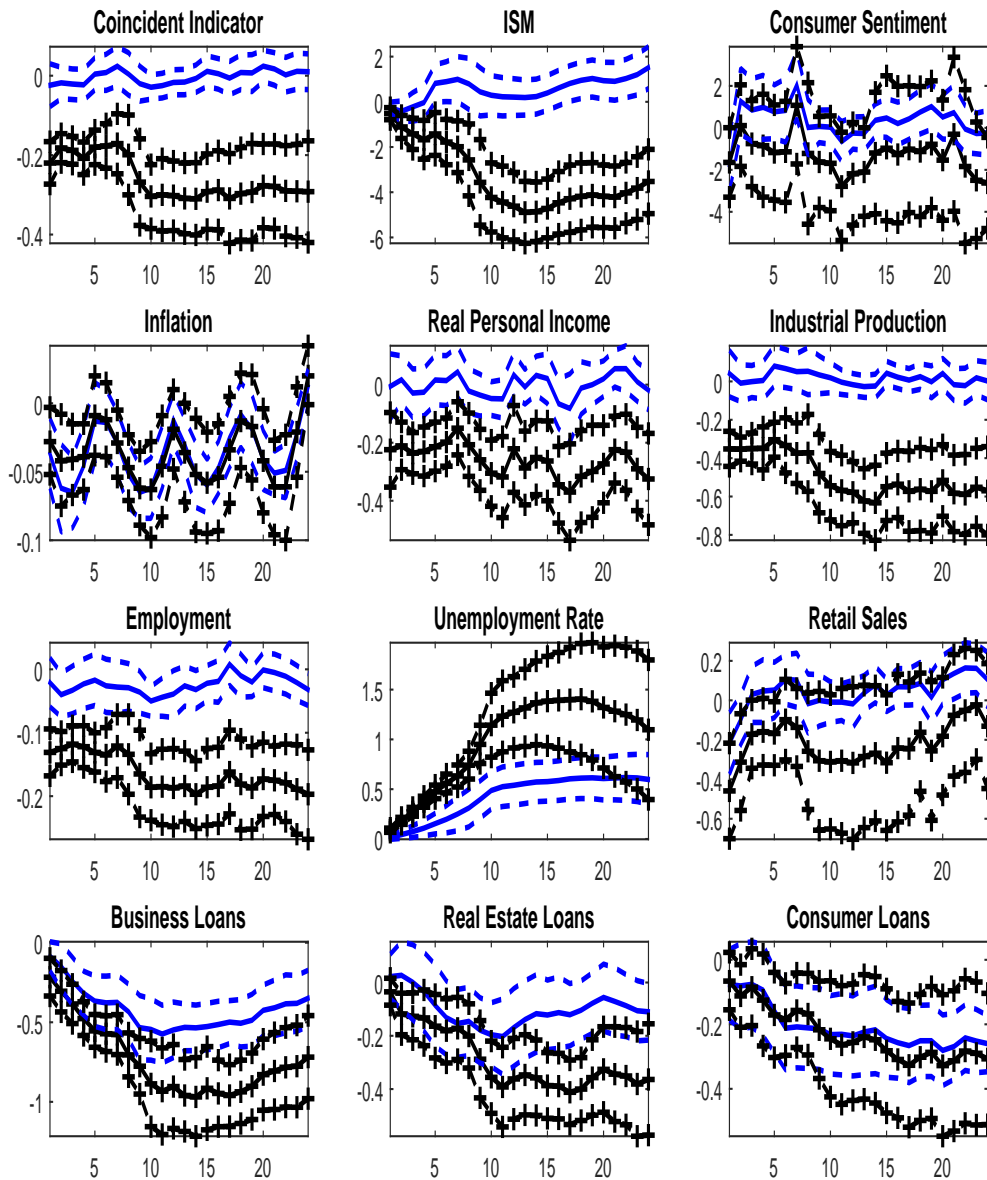 Coincident Indicator
ISM
Consumer Sentiment
0
-0.2
-0.4
5 10 15 20
2
0
-2
-4
-6
5 10 15 20
2
0
-2
-4
5 10 15 20
Inflation
Real Personal Income
Industrial Production
0
-0.05
-0.1
5 10 15 20
0
-0.2
-0.4
5 10 15 20
0
-0.2
-0.4
-0.6
-0.8
5 10 15 20
Employment
Unemployment Rate
Retail Sales
0
-0.1
-0.2
5 10 15 20
1.5
1
0.5
0
5 10 15 20
0.2
0
-0.2
-0.4
-0.6
5 10 15 20
Business Loans
Real Estate Loans
Consumer Loans
0
-0.5
-1
5 10 15 20
0
-0.2
-0.4
5 10 15 20
0
-0.2
-0.4
5 10 15 20